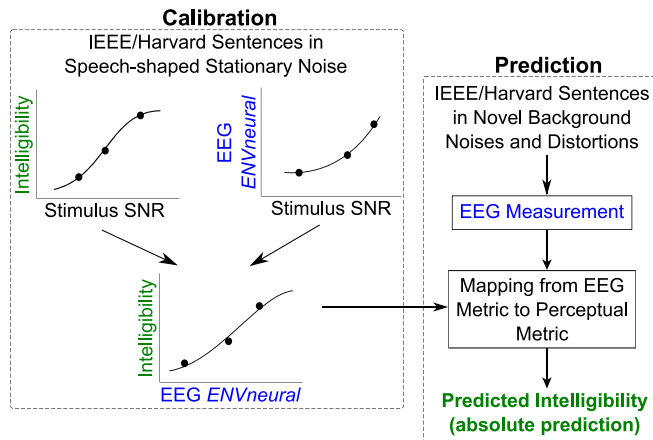 Calibration
IEEE/Harvard Sentences in
Speech-shaped Stationary Noise
Intelligibility
Stimulus SNR
EEG
ENVneural
Stimulus SNR
Intelligibility
EEG ENVneural
Prediction
IEEE/Harvard Sentences
in Novel Background
Noises and Distortions
EEG Measurement
Mapping from EEG
Metric to Perceptual
Metric
Predicted Intelligibility
(absolute prediction)